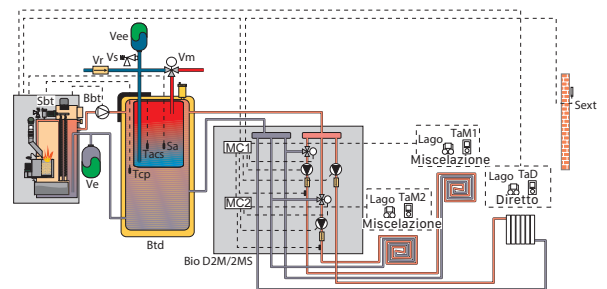 Vee
Vs
Vr
Vm
Sbt
Bbt
Sext
Lago TaM1
Sa
Tacs
MC1
Miscelazione
Tcp
Lago TaD
Ve
MC2
Lago TaM2
Diretto
Miscelazione
Btd
Bio D2M/2MS